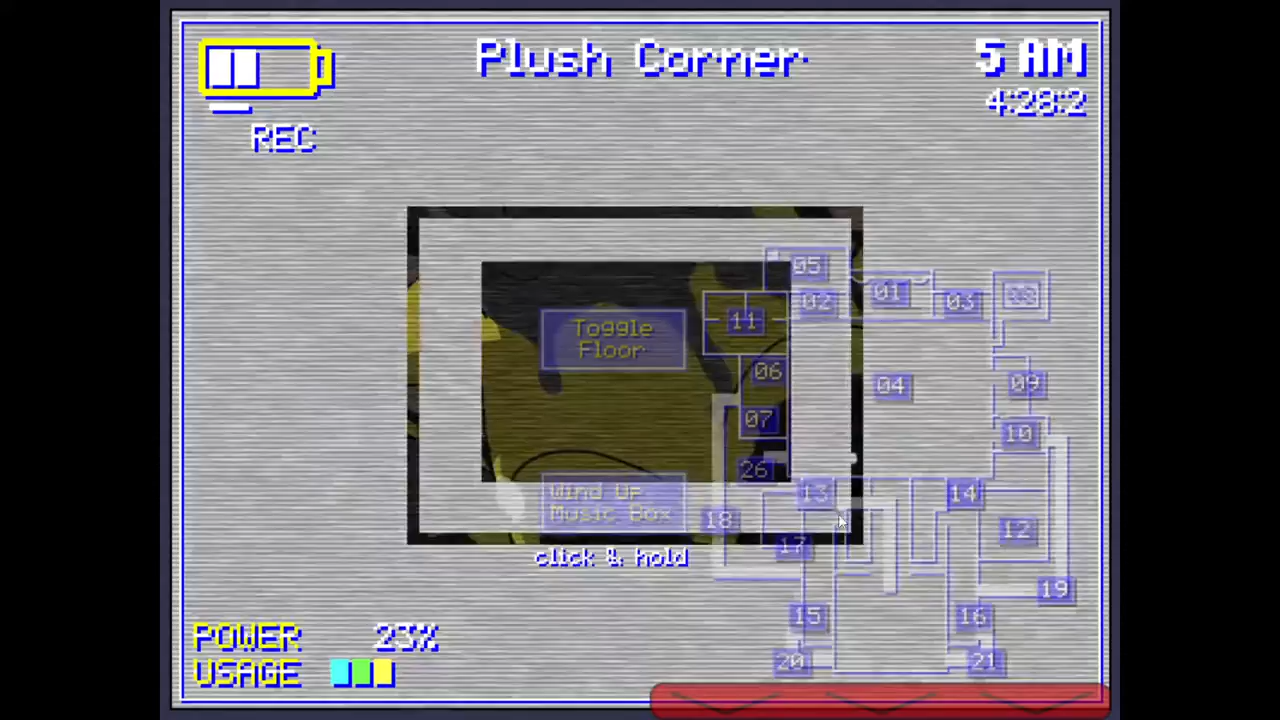 Plush Corner
5 AM
4:28:2
REC
Toggle
Floor
Wind Up
Music Box
click & hold
05
02
01
03
11
06
04
09
07
10
26
13
14
18
12
17
19
15
16
20
21
POWER 23%
USAGE